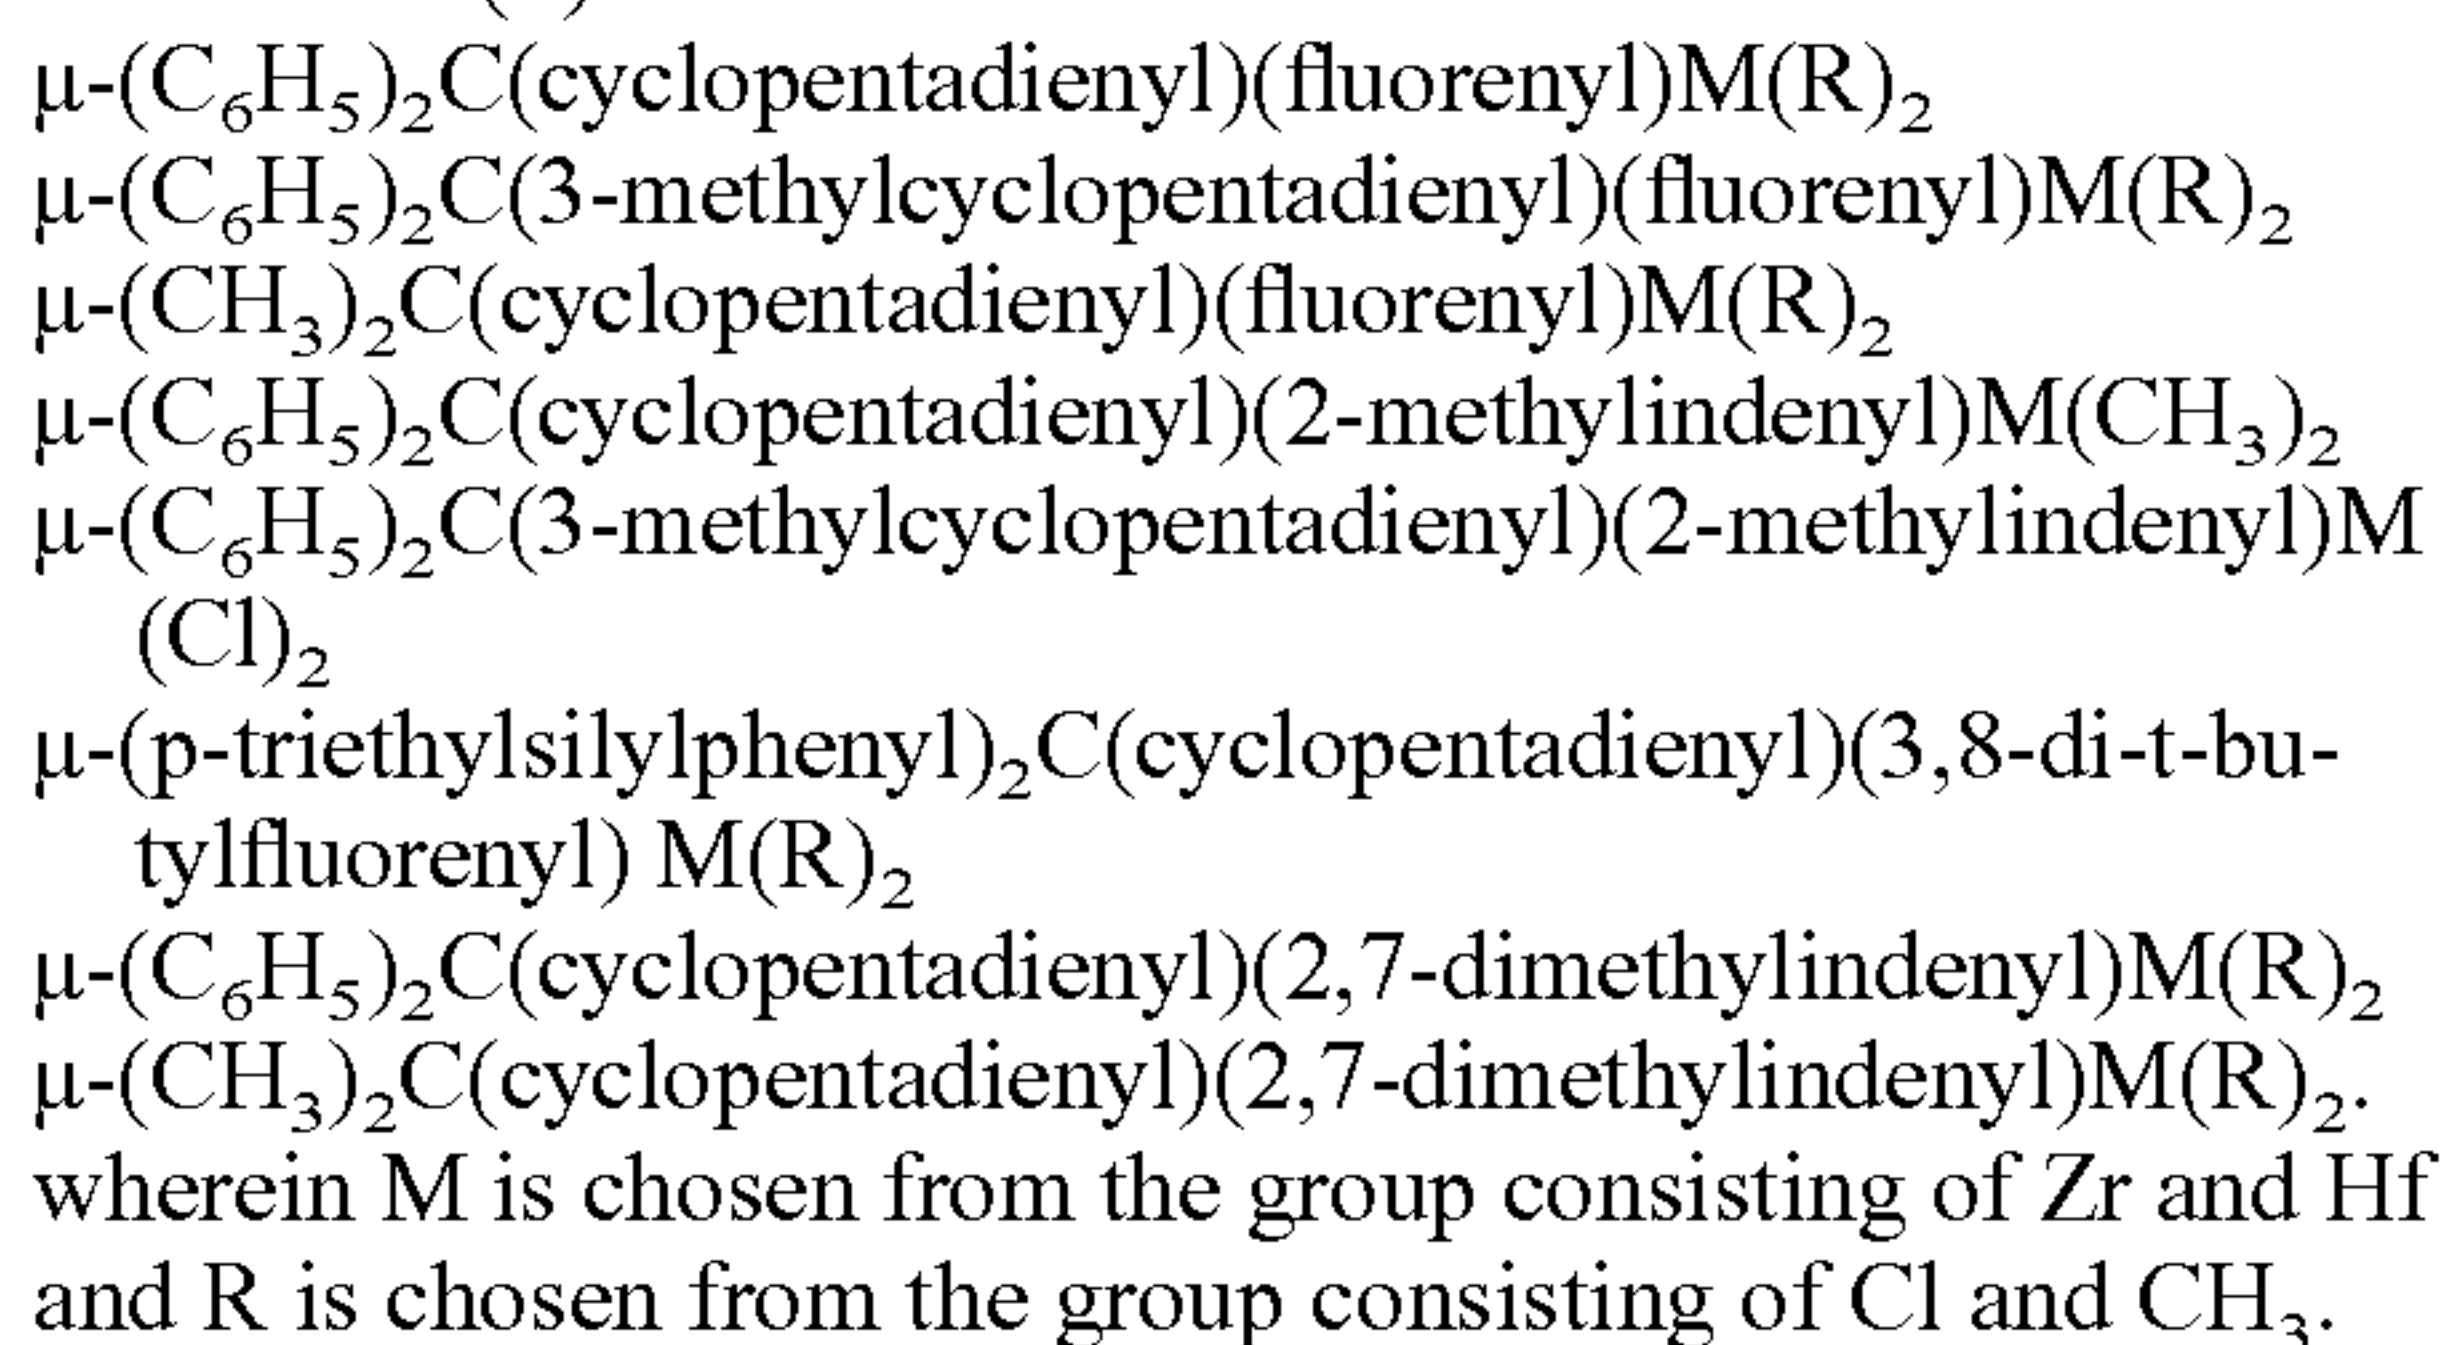 μ-(C₆H₅)₂C(cyclopentadienyl)(fluorenyl)M(R)₂
μ-(C₆H₅)₂C(3-methylcyclopentadienyl)(fluorenyl)M(R)₂
μ-(CH₃)₂C(cyclopentadienyl)(fluorenyl)M(R)₂
μ-(C₆H₅)₂C(cyclopentadienyl)(2-methylindenyl)M(CH₃)₂
μ-(C₆H₅)₂C(3-methylcyclopentadienyl)(2-methylindenyl)M
(Cl)₂
μ-(p-triethylsilylphenyl)₂C(cyclopentadienyl)(3,8-di-t-bu-
tylfluorenyl) M(R)₂
μ-(C₆H₅)₂C(cyclopentadienyl)(2,7-dimethylindenyl)M(R)₂
μ-(CH₃)₂C(cyclopentadienyl)(2,7-dimethylindenyl)M(R)₂.
wherein M is chosen from the group consisting of Zr and Hf
and R is chosen from the group consisting of Cl and CH₃.